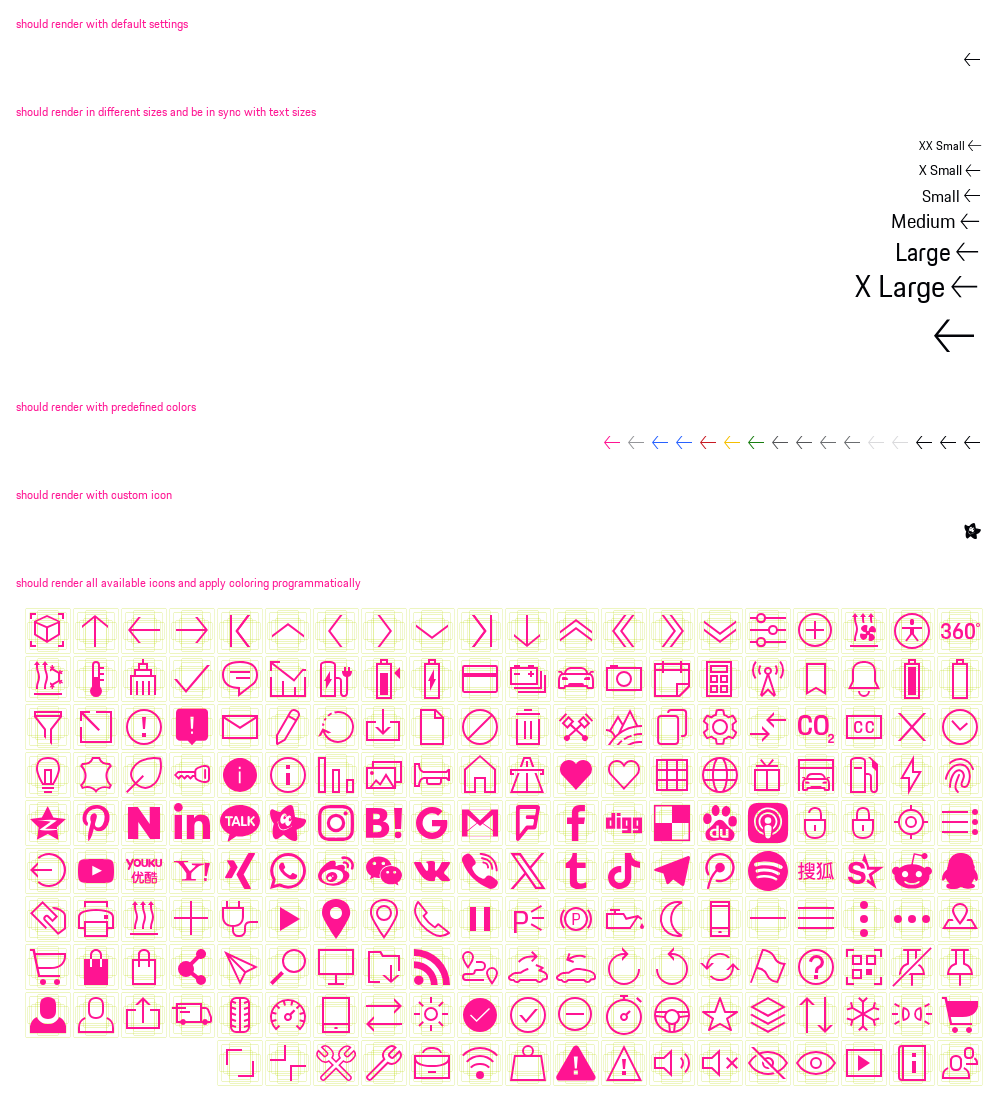 should render with default settings
should render in different sizes and be in sync with text sizes
XX Small
X Small
Small
Medium
Large
X Large
should render with predefined colors
should render with custom icon
should render all available icons and apply coloring programmatically
360°
CO2
CC
TALK
B!
digg
du
YOUKU
优酷
Y!
搜狐
P
P